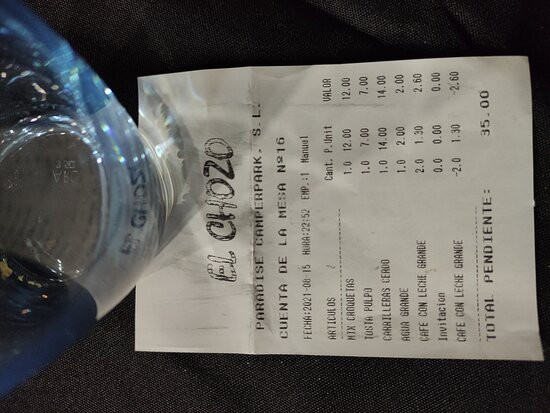 EL CHOZO
PARADISE CAMPERPARK, S.L.
CUENTA DE LA MESA Nº16
FECHA:2021-08-15 HORA:22:52 EMP.:1 Manuel
ARTICULOS Cant. P.Unit VALOR
MIX CROQUETAS 1.0 12.00 12.00
TOSTA PULPO 1.0 7.00 7.00
CARRILLERAS CERDO 1.0 14.00 14.00
AGUA GRANDE 1.0 2.00 2.00
CAFE CON LECHE GRANDE 2.0 1.30 2.60
Invitacion 0.0 0.00 0.00
CAFE CON LECHE GRANDE -2.0 1.30 -2.60
TOTAL PENDIENTE: 35.00